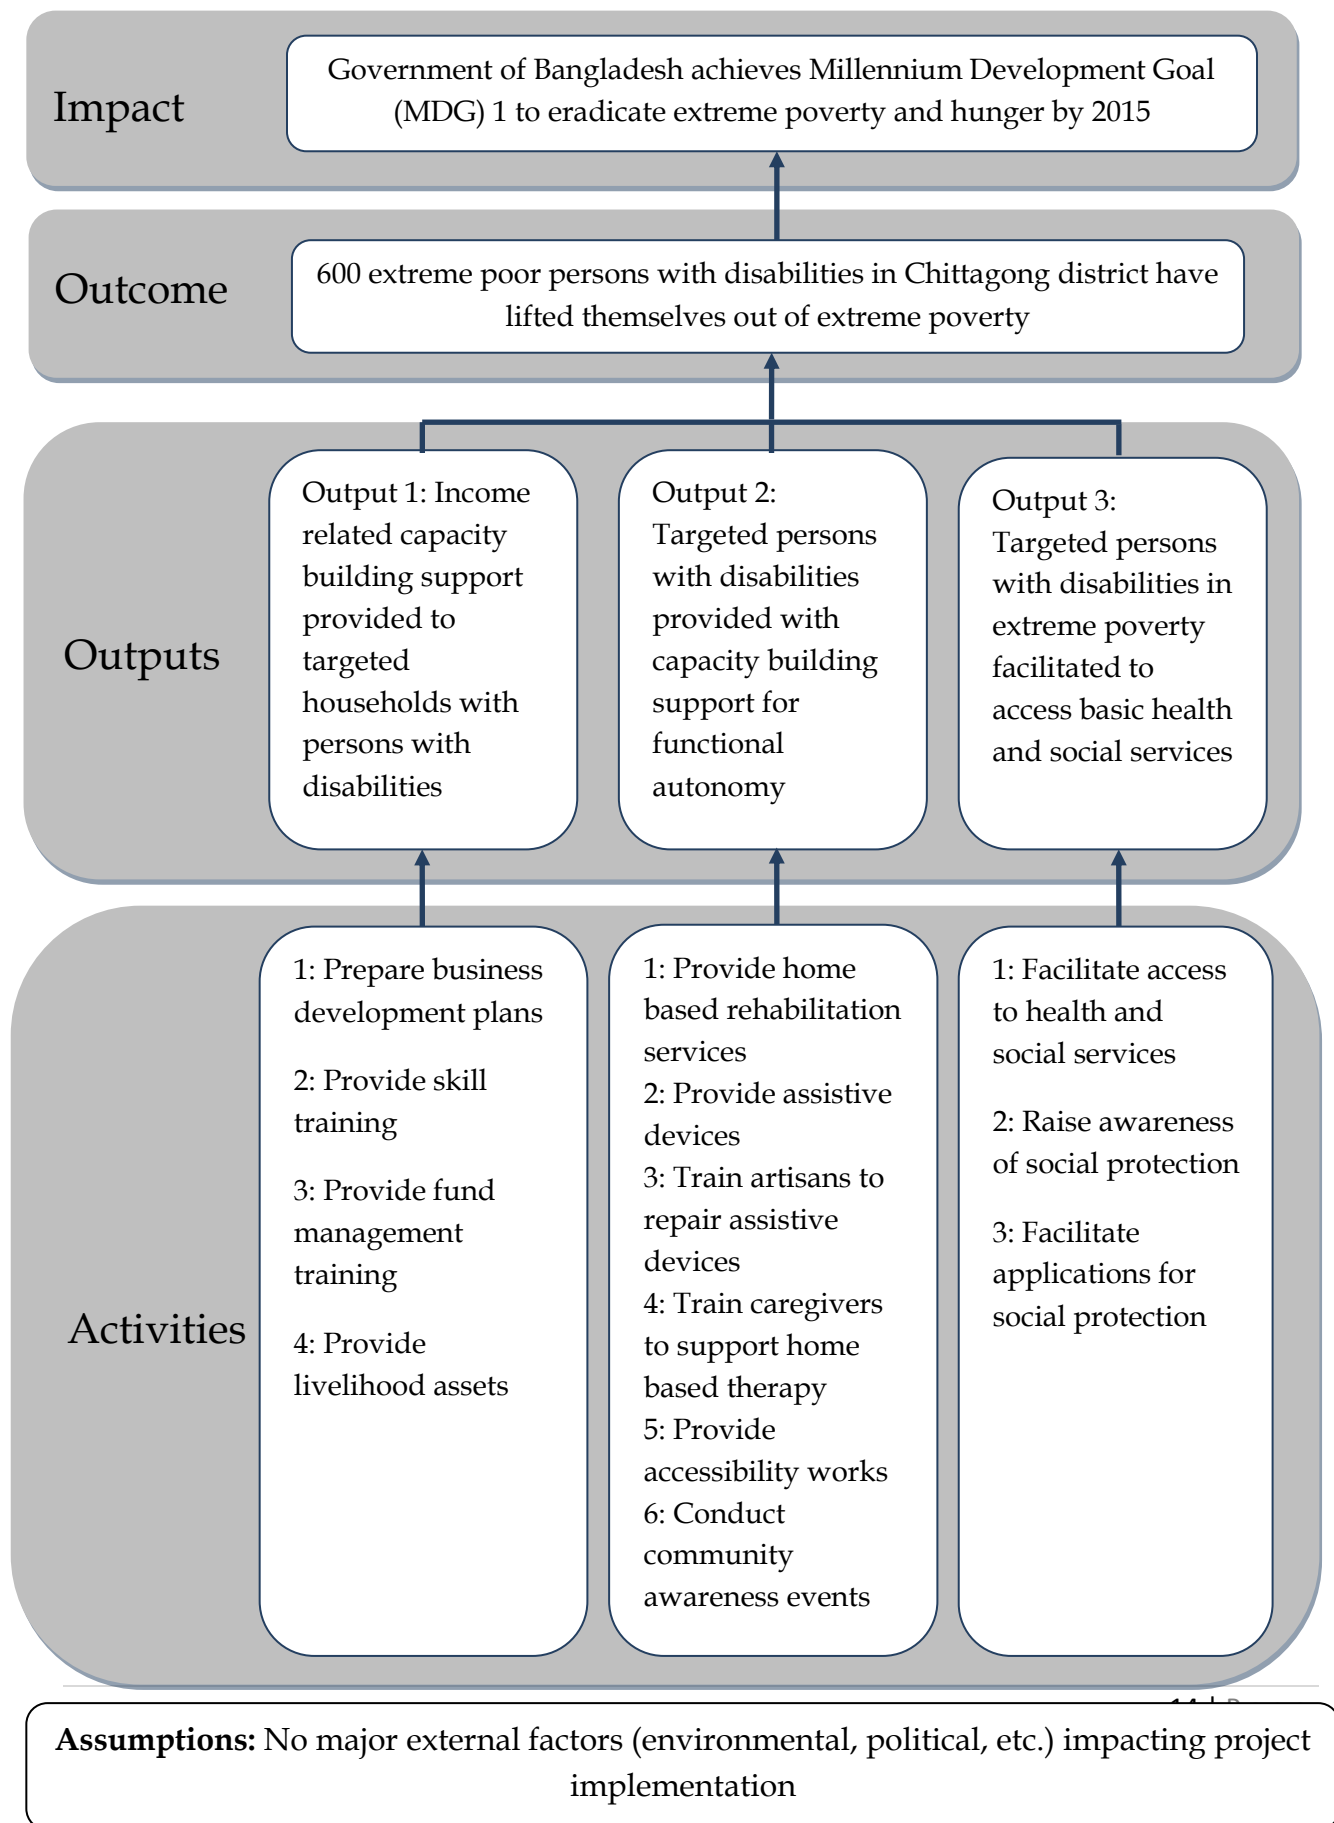 Impact
Government of Bangladesh achieves Millennium Development Goal
(MDG) 1 to eradicate extreme poverty and hunger by 2015
Outcome
600 extreme poor persons with disabilities in Chittagong district have
lifted themselves out of extreme poverty
Outputs
Output 1: Income
related capacity
building support
provided to
targeted
households with
persons with
disabilities
Output 2:
Targeted persons
with disabilities
provided with
capacity building
support for
functional
autonomy
Output 3:
Targeted persons
with disabilities in
extreme poverty
facilitated to
access basic health
and social services
Activities
1: Prepare business
development plans
2: Provide skill
training
3: Provide fund
management
training
4: Provide
livelihood assets
1: Provide home
based rehabilitation
services
2: Provide assistive
devices
3: Train artisans to
repair assistive
devices
4: Train caregivers
to support home
based therapy
5: Provide
accessibility works
6: Conduct
community
awareness events
1: Facilitate access
to health and
social services
2: Raise awareness
of social protection
3: Facilitate
applications for
social protection
Assumptions: No major external factors (environmental, political, etc.) impacting project
implementation